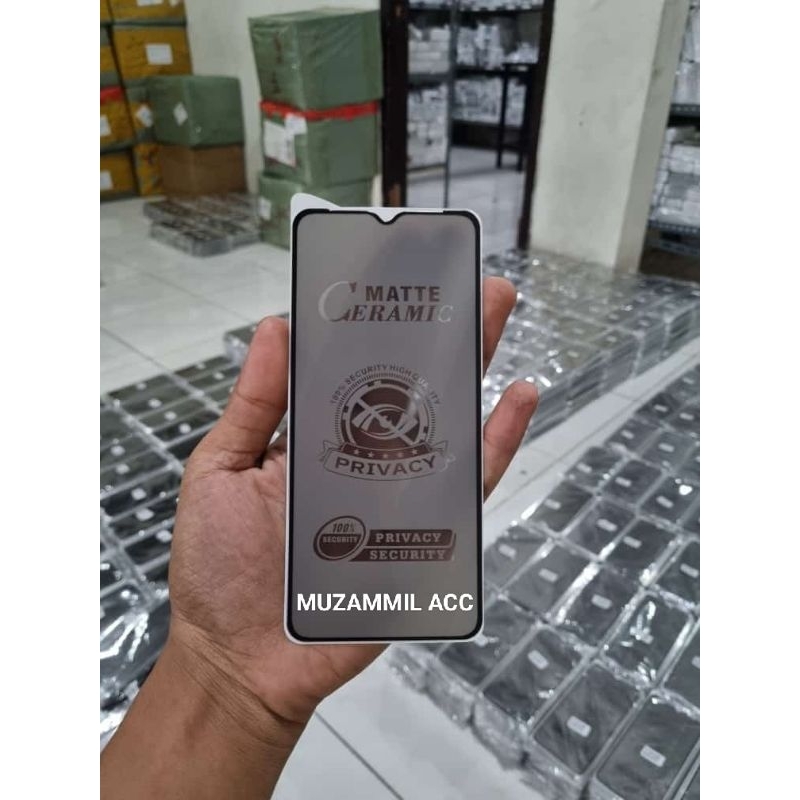 MATTE
CERAMIC
100% SECURITY HIGH QUALITY
PRIVACY
100%
SECURITY
PRIVACY
SECURITY
MUZAMMIL ACC